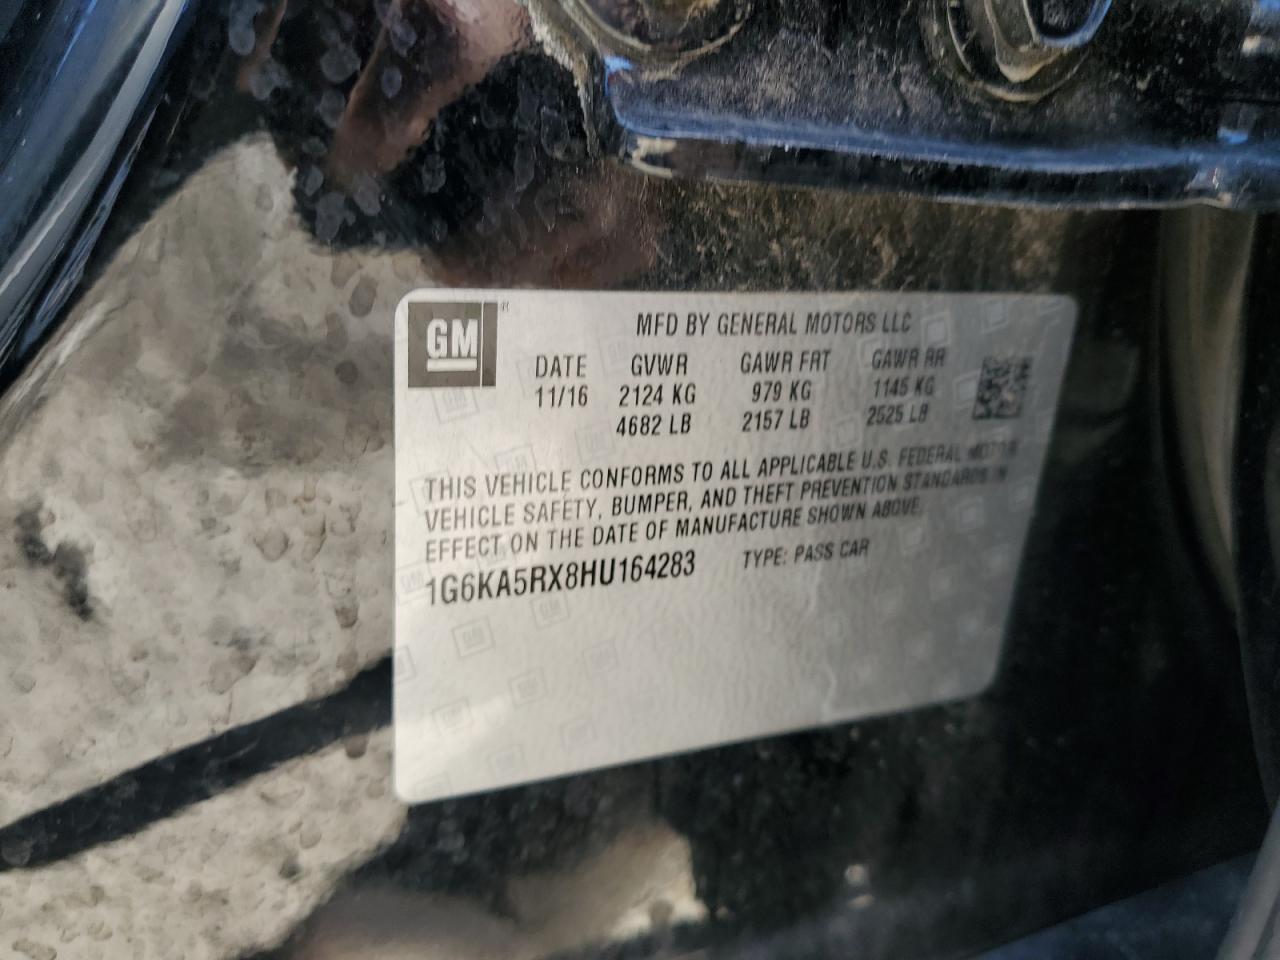 GM ®
MFD BY GENERAL MOTORS LLC
DATE GVWR GAWR FRT GAWR RR
11/16 2124 KG 979 KG 1145 KG
4682 LB 2157 LB 2525 LB
THIS VEHICLE CONFORMS TO ALL APPLICABLE U.S. FEDERAL MOTOR
VEHICLE SAFETY, BUMPER, AND THEFT PREVENTION STANDARDS IN
EFFECT ON THE DATE OF MANUFACTURE SHOWN ABOVE.
1G6KA5RX8HU164283 TYPE: PASS CAR